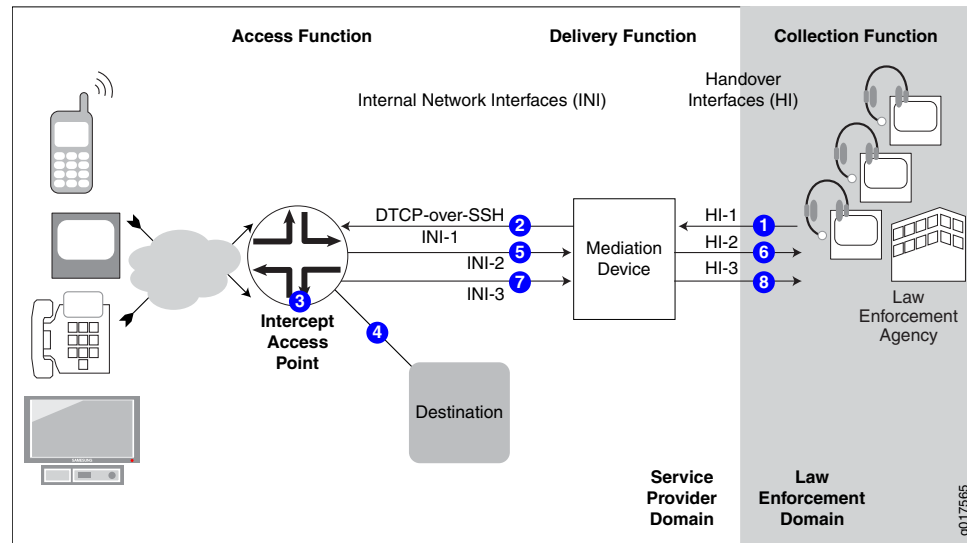 Access Function
Delivery Function
Collection Function
Internal Network Interfaces (INI)
Handover
Interfaces (HI)
DTCP-over-SSH
2
INI-1
5
INI-2
7
INI-3
Mediation
Device
HI-1
1
HI-2
6
HI-3
8
3
Intercept
Access
Point
4
Destination
Law
Enforcement
Agency
SAMSUNG
Service
Provider
Domain
Law
Enforcement
Domain
g017565